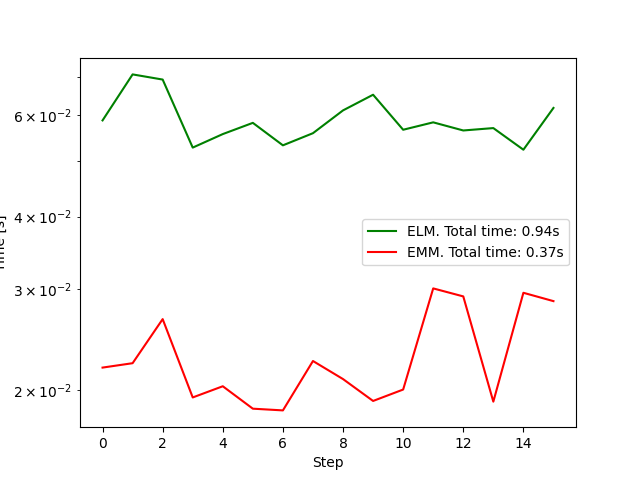 6 × 10⁻²
4 × 10⁻²
3 × 10⁻²
2 × 10⁻²
ELM. Total time: 0.94s
EMM. Total time: 0.37s
0 2 4 6 8 10 12 14
Step